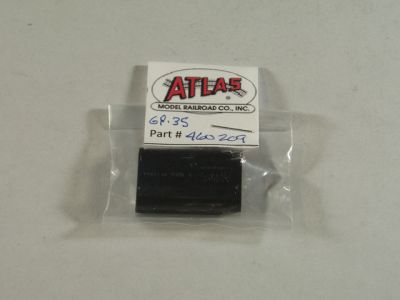 ATLAS
®
MODEL RAILROAD CO., INC.
GP-35
Part # 460209